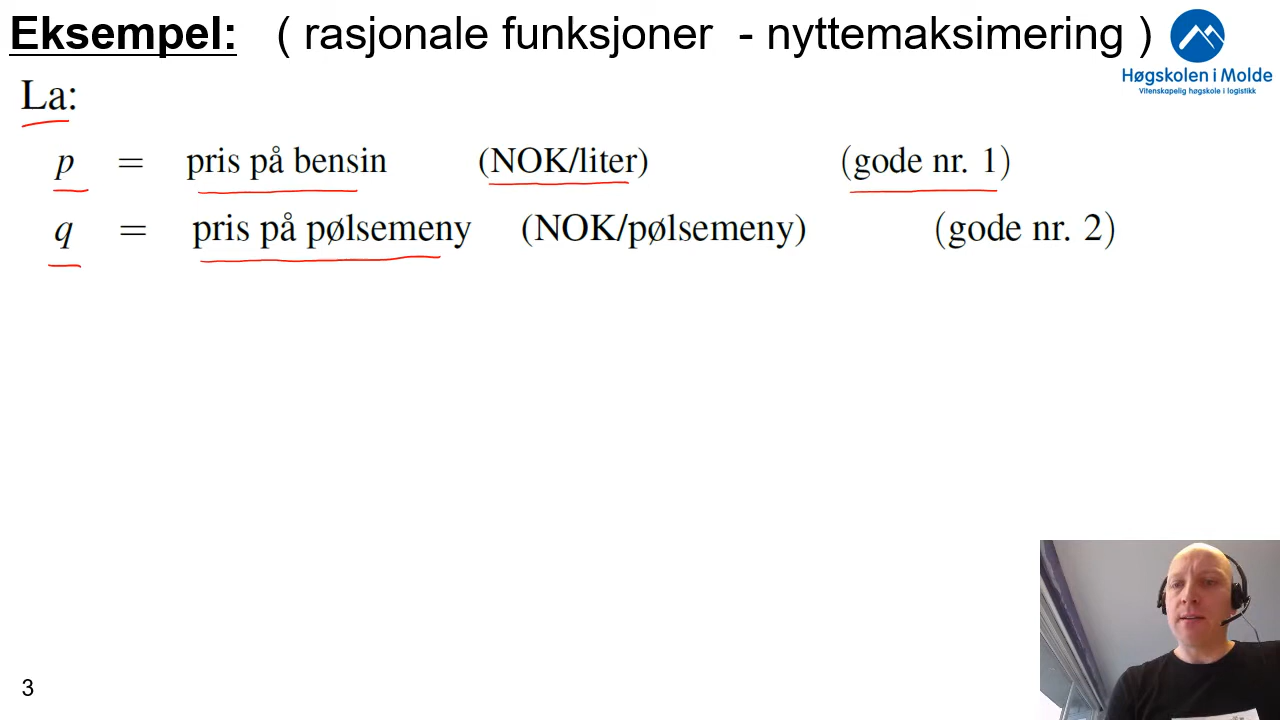 Eksempel: ( rasjonale funksjoner - nyttemaksimering )
Høgskolen i Molde
Vitenskapelig høgskole i logistikk
La:
p = pris på bensin (NOK/liter) (gode nr. 1)
q = pris på pølsemeny (NOK/pølsemeny) (gode nr. 2)
3